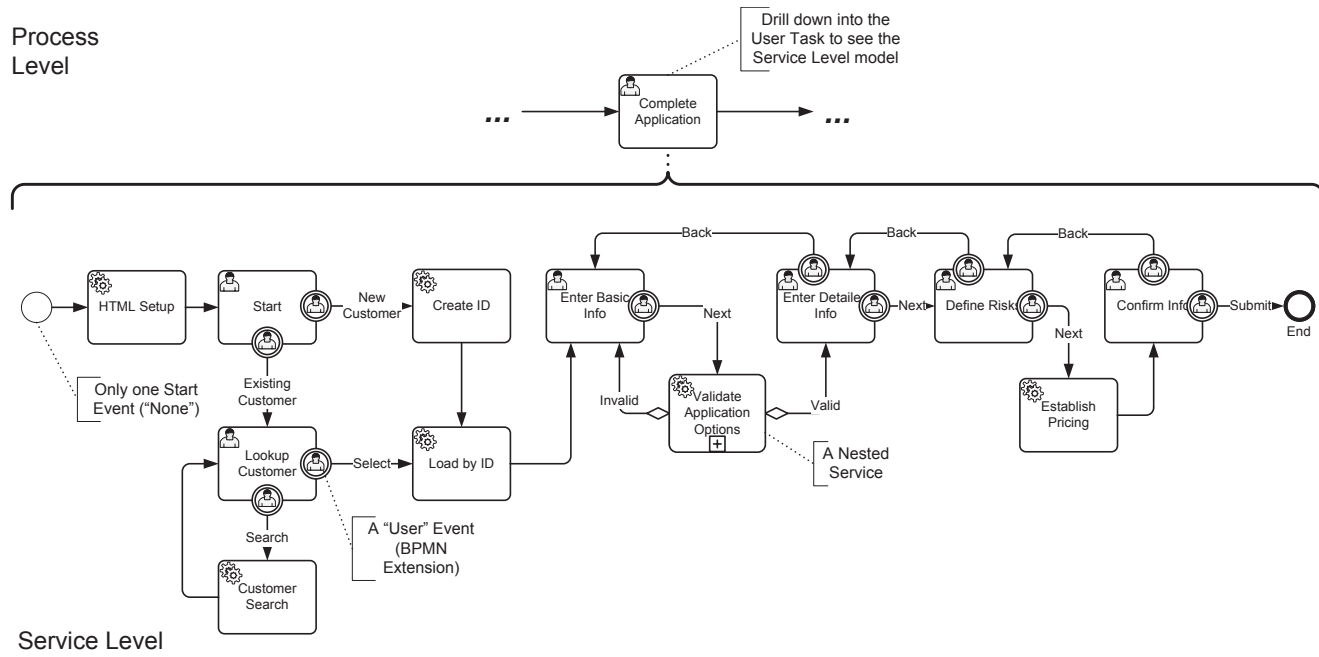 Process
Level
Drill down into the
User Task to see the
Service Level model
...
Complete
Application
...
Back
Back
Back
HTML Setup
Start
New
Customer
Create ID
Enter Basic
Info
Next
Enter Detaile
Info
Next
Define Risks
Next
Confirm Info
Submit
End
Only one Start
Event (“None”)
Existing
Customer
Invalid
Validate
Application
Options
Valid
Establish
Pricing
Lookup
Customer
Select
Load by ID
A Nested
Service
Search
A “User” Event
(BPMN
Extension)
Customer
Search
Service Level